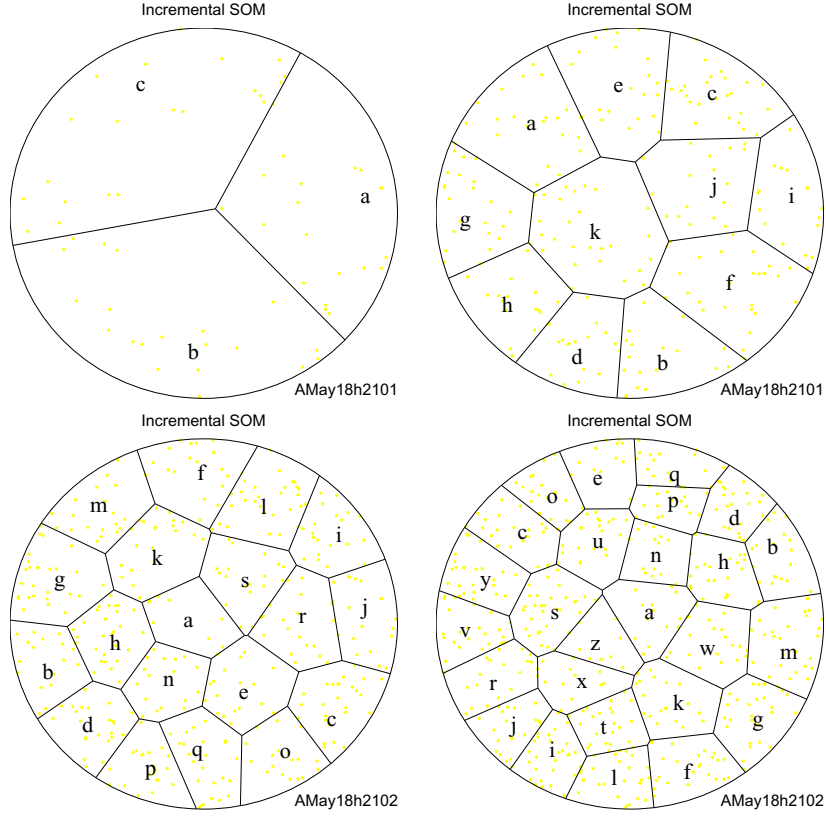 Incremental SOM
c
a
b
AMay18h2101
Incremental SOM
e
c
a
j
i
g
k
f
h
d
b
AMay18h2101
Incremental SOM
f
l
m
i
k
g
s
j
a
r
h
b
n
e
c
d
q
o
p
AMay18h2102
Incremental SOM
e
q
o
p
d
c
u
b
n
h
y
s
a
v
z
w
m
x
r
k
g
j
t
i
f
l
AMay18h2102